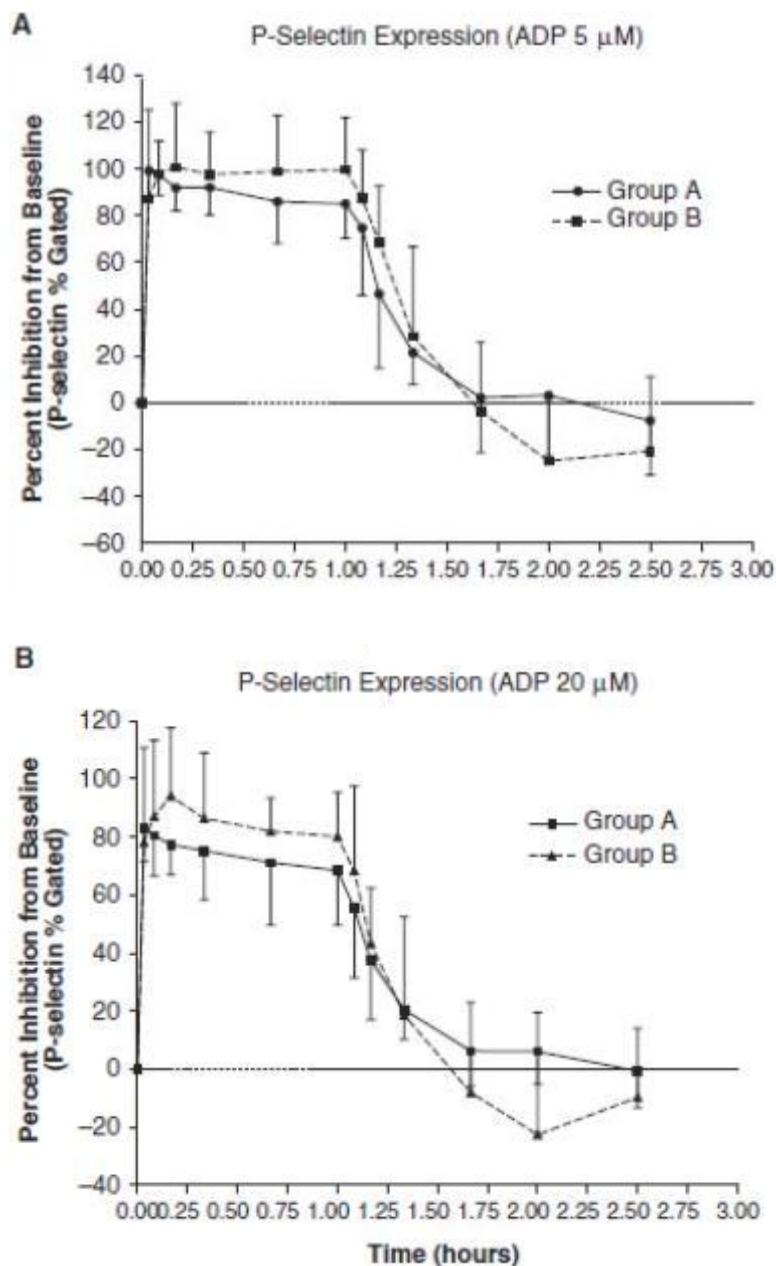 A
P-Selectin Expression (ADP 5 μM)
Percent Inhibition from Baseline
(P-selectin % Gated)
140
120
100
80
60
40
20
0
–20
–40
–60
Group A
Group B
0.00 0.25 0.50 0.75 1.00 1.25 1.50 1.75 2.00 2.25 2.50 2.75 3.00
B
P-Selectin Expression (ADP 20 μM)
Percent Inhibition from Baseline
(P-selectin % Gated)
120
100
80
60
40
20
0
–20
–40
Group A
Group B
0.000.25 0.50 0.75 1.00 1.25 1.50 1.75 2.00 2.25 2.50 2.75 3.00
Time (hours)